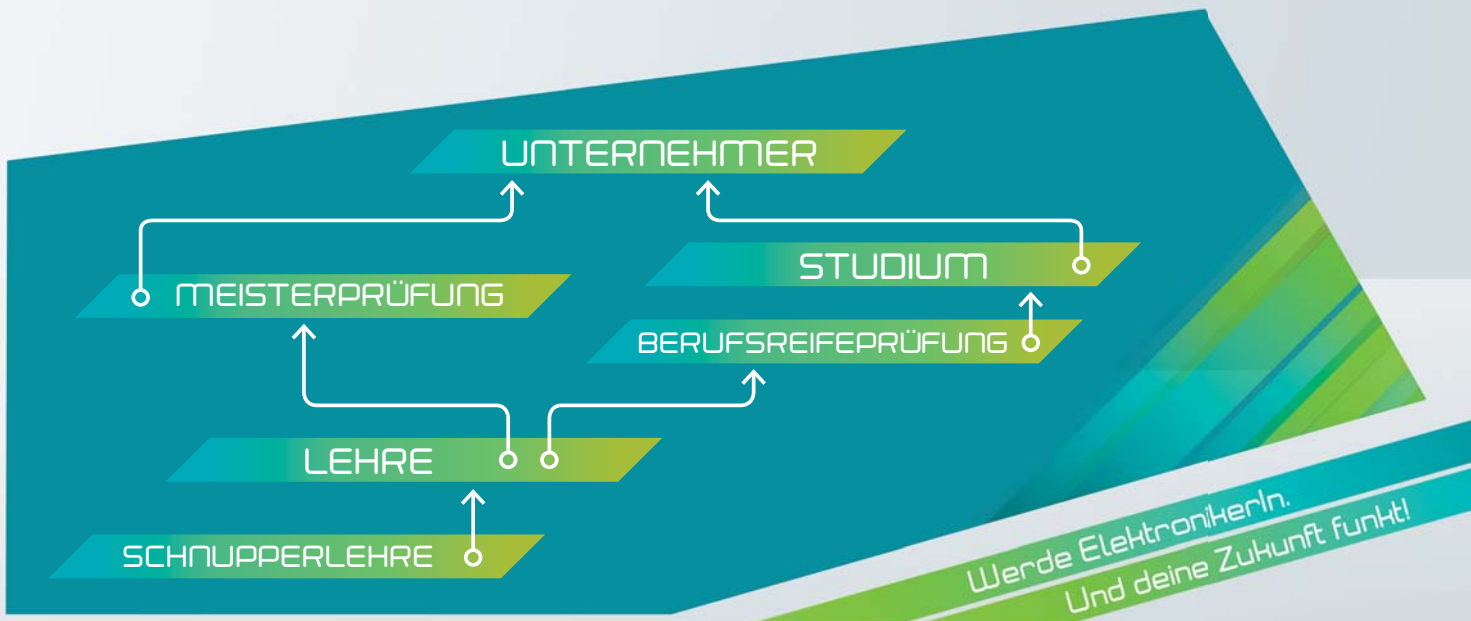 UNTERNEHMER
STUDIUM
MEISTERPRÜFUNG
BERUFSREIFEPRÜFUNG
LEHRE
SCHNUPPERLEHRE
Werde ElektronikerIn.
Und deine Zukunft funkt!